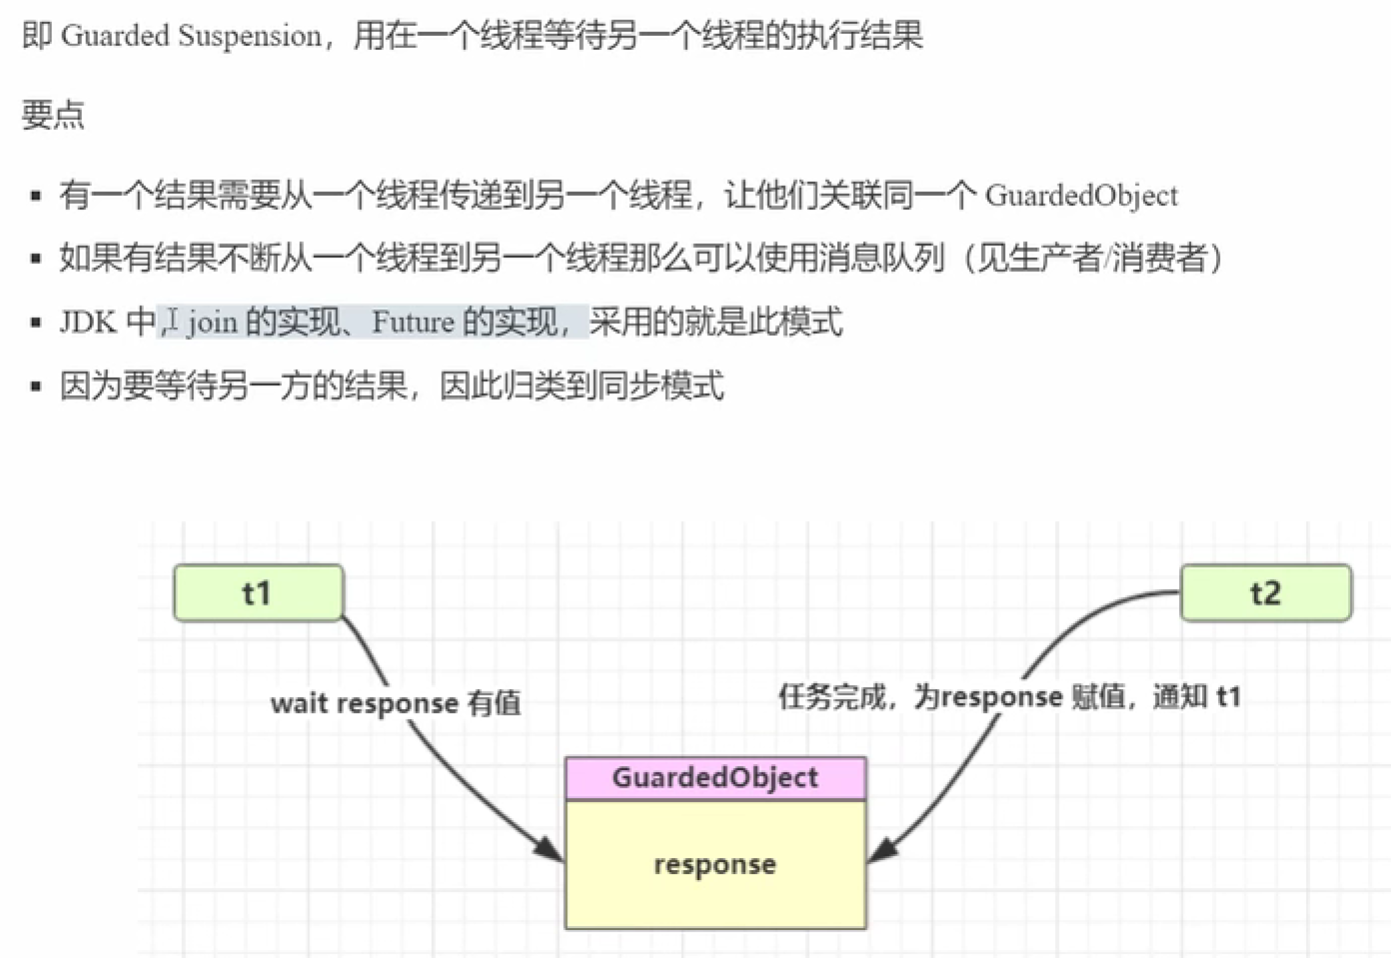 即 Guarded Suspension，用在一个线程等待另一个线程的执行结果
要点
▪ 有一个结果需要从一个线程传递到另一个线程，让他们关联同一个 GuardedObject
▪ 如果有结果不断从一个线程到另一个线程那么可以使用消息队列（见生产者/消费者）
▪ JDK 中，join 的实现、Future 的实现，采用的就是此模式
▪ 因为要等待另一方的结果，因此归类到同步模式
t1
t2
wait response 有值
任务完成，为response 赋值，通知 t1
GuardedObject
response